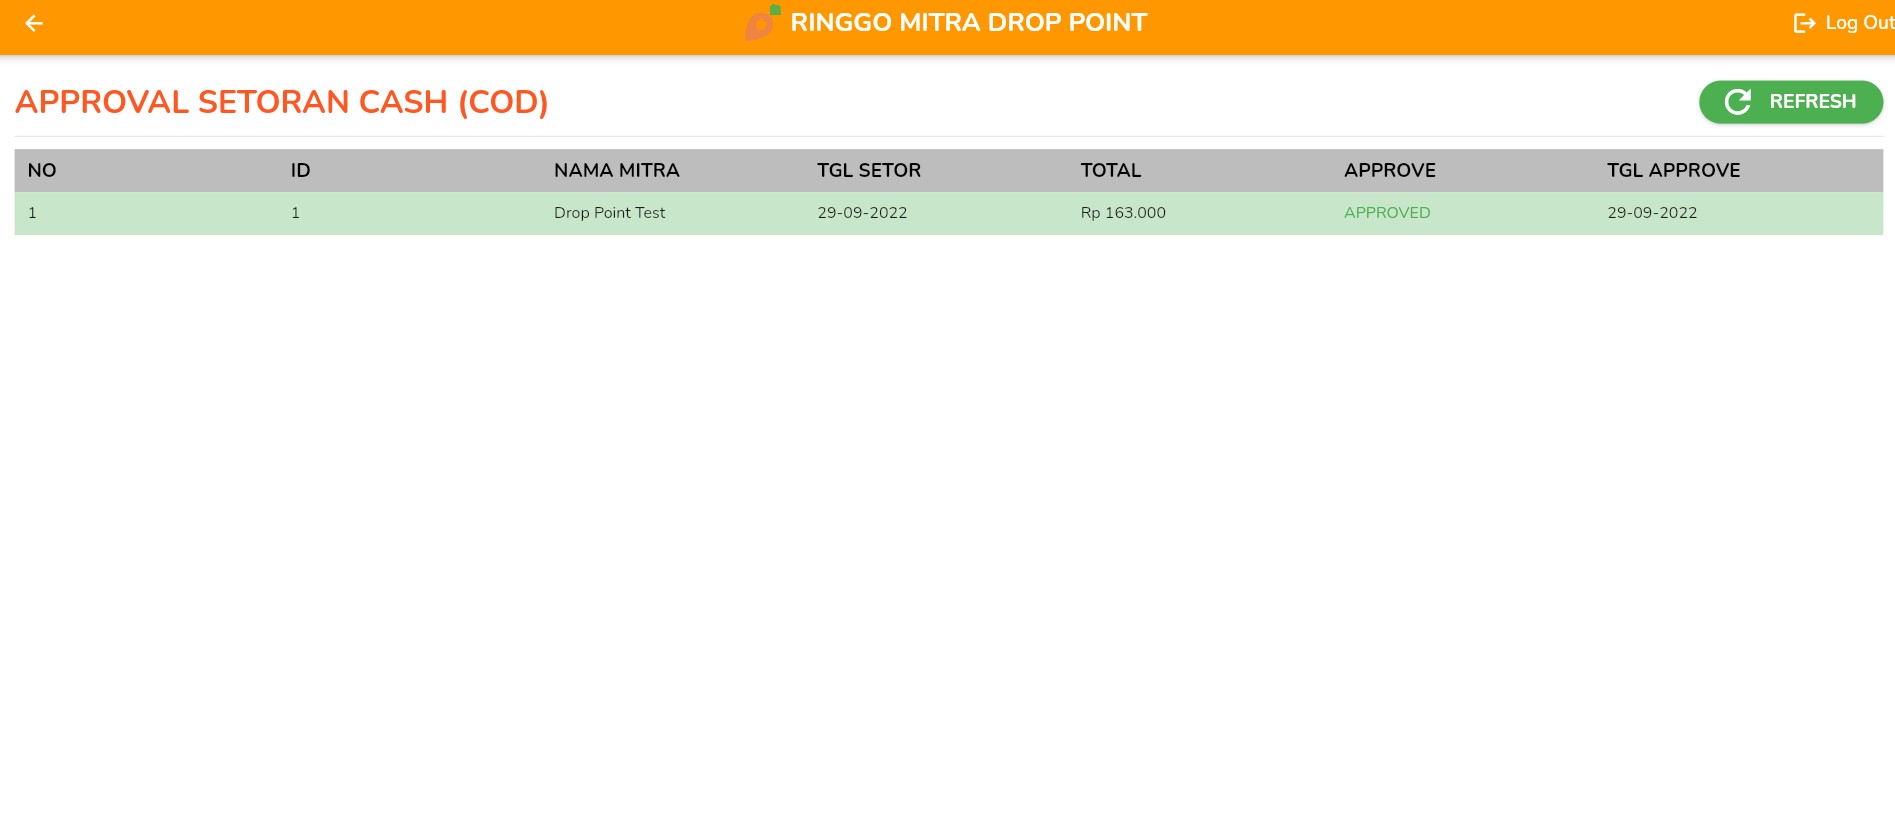 RINGGO MITRA DROP POINT Log Out
APPROVAL SETORAN CASH (COD) REFRESH
NO ID NAMA MITRA TGL SETOR TOTAL APPROVE TGL APPROVE
1 1 Drop Point Test 29-09-2022 Rp 163.000 APPROVED 29-09-2022